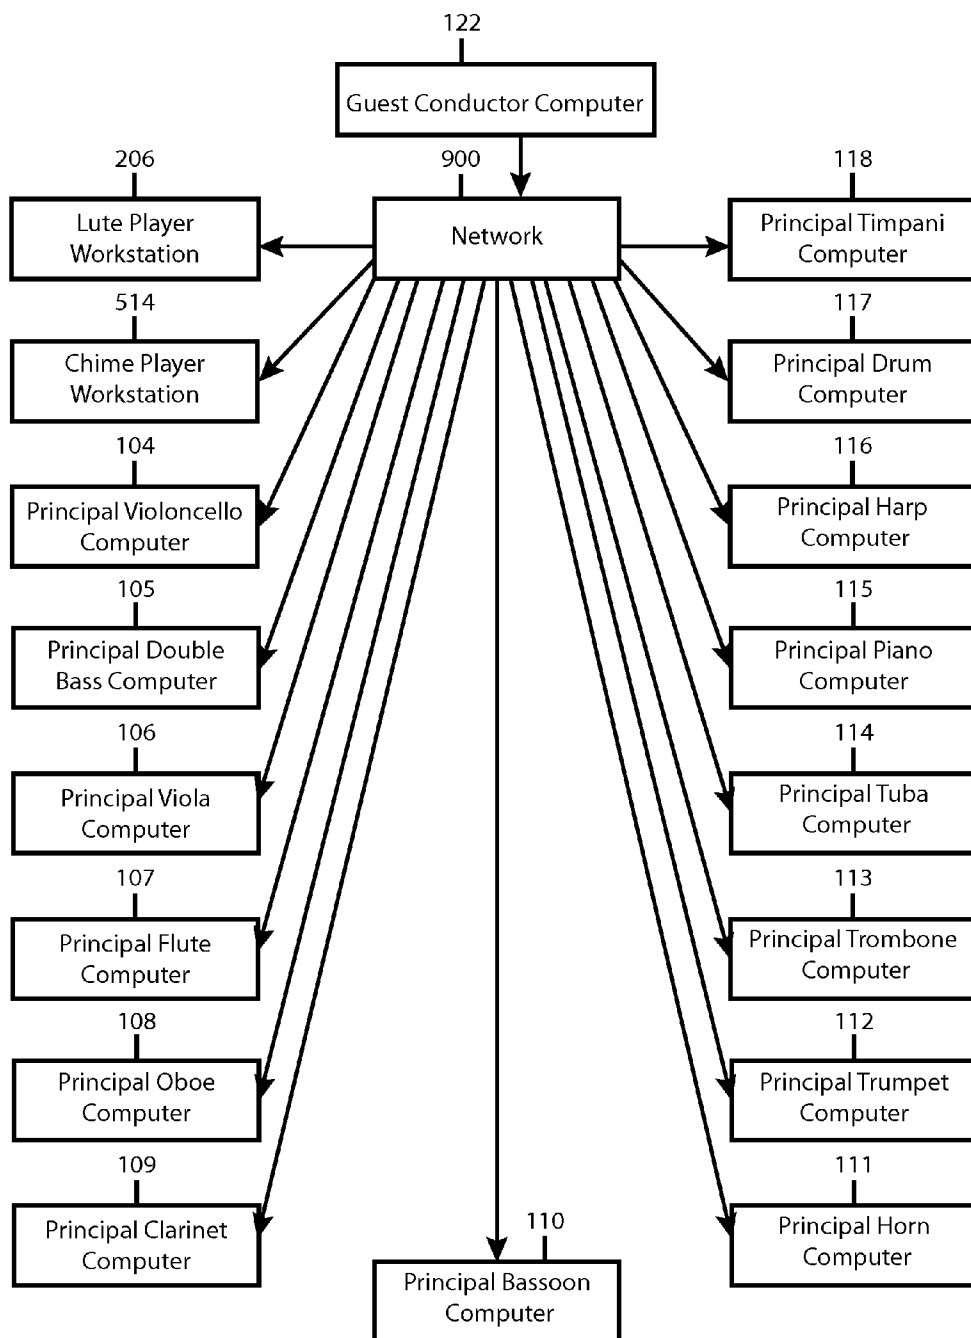 122
Guest Conductor Computer
206
900
118
Lute Player
Workstation
Network
Principal Timpani
Computer
514
117
Chime Player
Workstation
Principal Drum
Computer
104
116
Principal Violoncello
Computer
Principal Harp
Computer
105
115
Principal Double
Bass Computer
Principal Piano
Computer
106
114
Principal Viola
Computer
Principal Tuba
Computer
107
113
Principal Flute
Computer
Principal Trombone
Computer
108
112
Principal Oboe
Computer
Principal Trumpet
Computer
109
111
Principal Clarinet
Computer
Principal Horn
Computer
110
Principal Bassoon
Computer